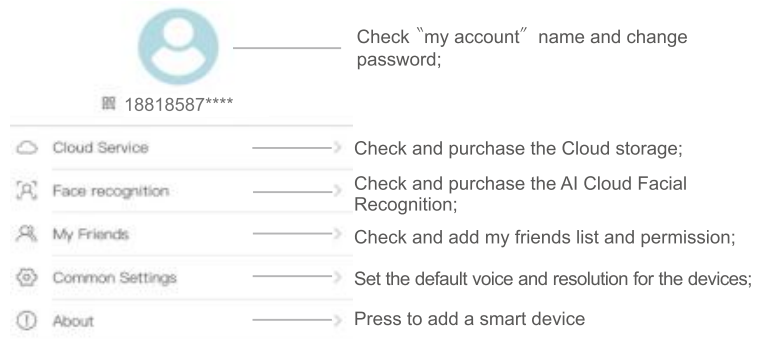 Check 〝my account〞 name and change
password;
18818587****
Cloud Service
Check and purchase the Cloud storage;
Face recognition
Check and purchase the AI Cloud Facial
Recognition;
My Friends
Check and add my friends list and permission;
Common Settings
Set the default voice and resolution for the devices;
About
Press to add a smart device